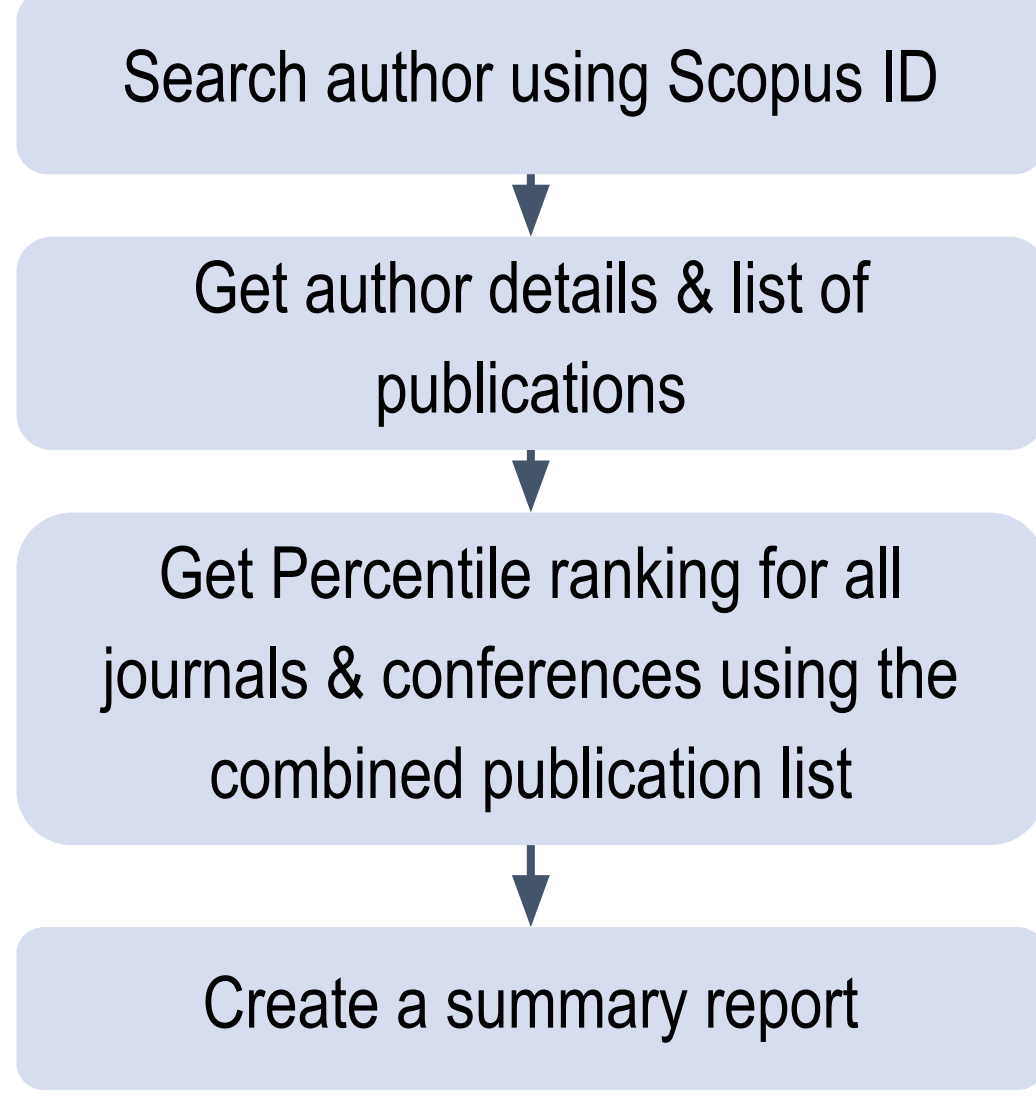 Search author using Scopus ID
Get author details & list of
publications
Get Percentile ranking for all
journals & conferences using the
combined publication list
Create a summary report